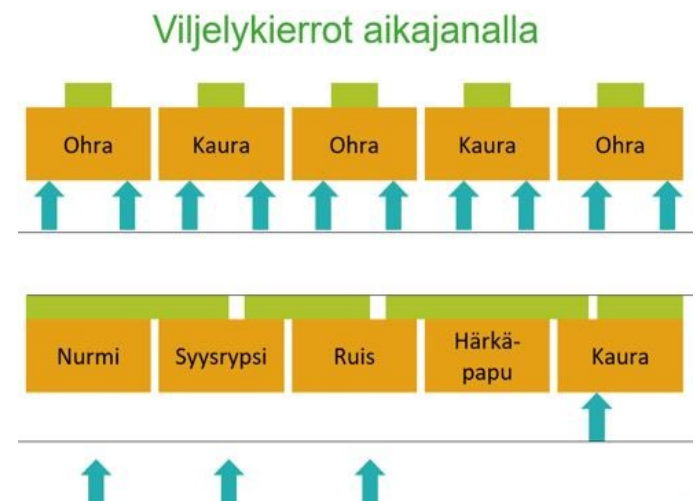 Viljelykierrot aikajanalla
Ohra Kaura Ohra Kaura Ohra
Nurmi Syysrypsi Ruis Härkä-
papu Kaura